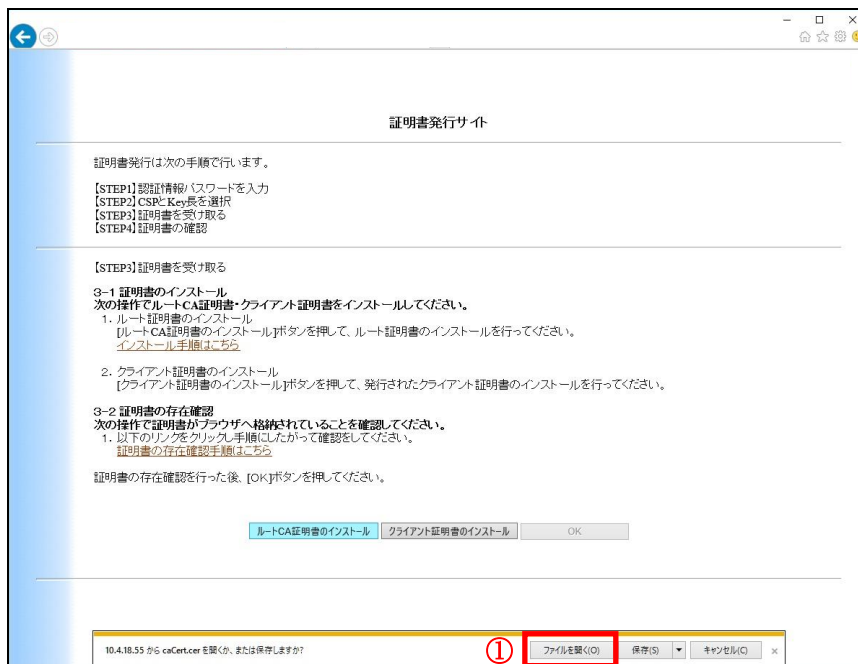 証明書発行サイト
証明書発行は次の手順で行います。
【STEP1】認証情報パスワードを入力
【STEP2】CSPとKey長を選択
【STEP3】証明書を受け取る
【STEP4】証明書の確認
【STEP3】証明書を受け取る
3-1 証明書のインストール
次の操作でルートCA証明書・クライアント証明書をインストールしてください。
1. ルート証明書のインストール
[ルートCA証明書のインストール]ボタンを押して、ルート証明書のインストールを行ってください。
インストール手順はこちら
2. クライアント証明書のインストール
[クライアント証明書のインストール]ボタンを押して、発行されたクライアント証明書のインストールを行ってください。
3-2 証明書の存在確認
次の操作で証明書がブラウザへ格納されていることを確認してください。
1. 以下のリンクをクリックし手順にしたがって確認をしてください。
証明書の存在確認手順はこちら
証明書の存在確認を行った後、[OK]ボタンを押してください。
ルートCA証明書のインストール クライアント証明書のインストール OK
10.4.18.55 から caCert.cer を開くか、または保存しますか? ① ファイルを開く(O) 保存(S) キャンセル(C)